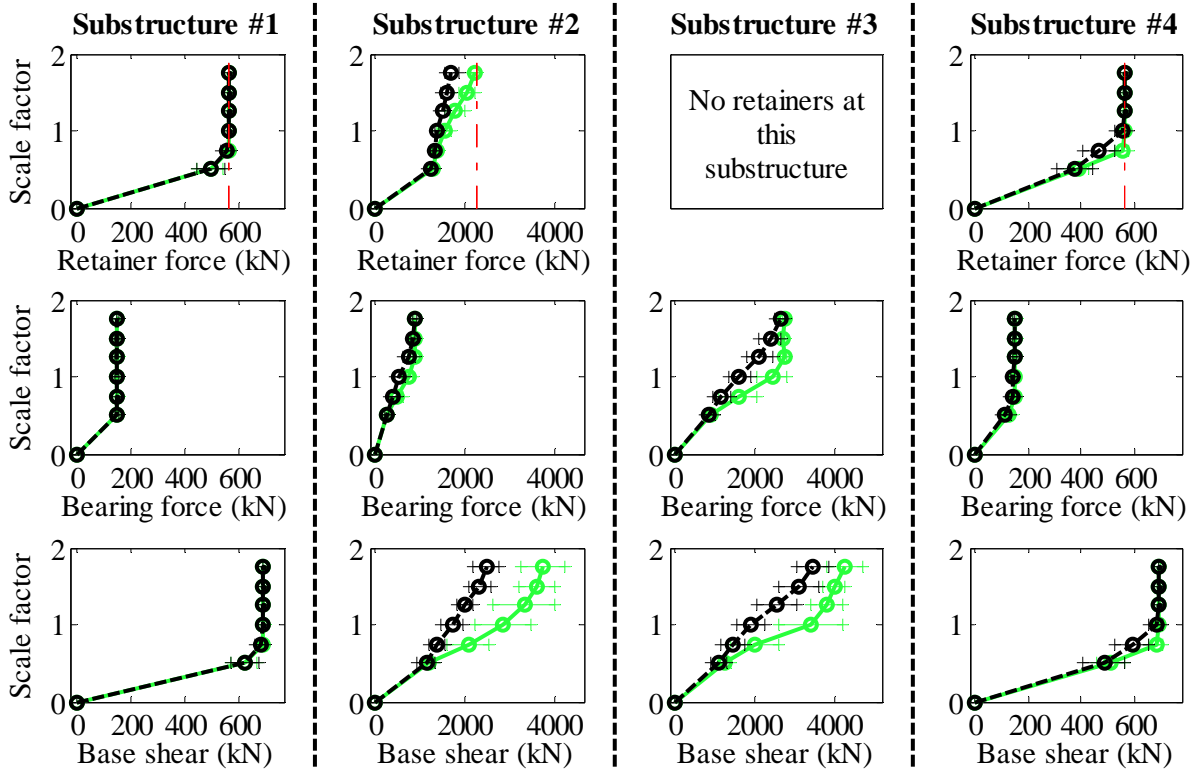 Substructure #1
Substructure #2
Substructure #3
Substructure #4
Scale factor
2
1
0
0 200 400 600
Retainer force (kN)
2
1
0
0 2000 4000
Retainer force (kN)
No retainers at
this
substructure
2
1
0
0 200 400 600
Retainer force (kN)
Scale factor
2
1
0
0 200 400 600
Bearing force (kN)
2
1
0
0 2000 4000
Bearing force (kN)
2
1
0
0 2000 4000
Bearing force (kN)
2
1
0
0 200 400 600
Bearing force (kN)
Scale factor
2
1
0
0 200 400 600
Base shear (kN)
2
1
0
0 2000 4000
Base shear (kN)
2
1
0
0 2000 4000
Base shear (kN)
2
1
0
0 200 400 600
Base shear (kN)